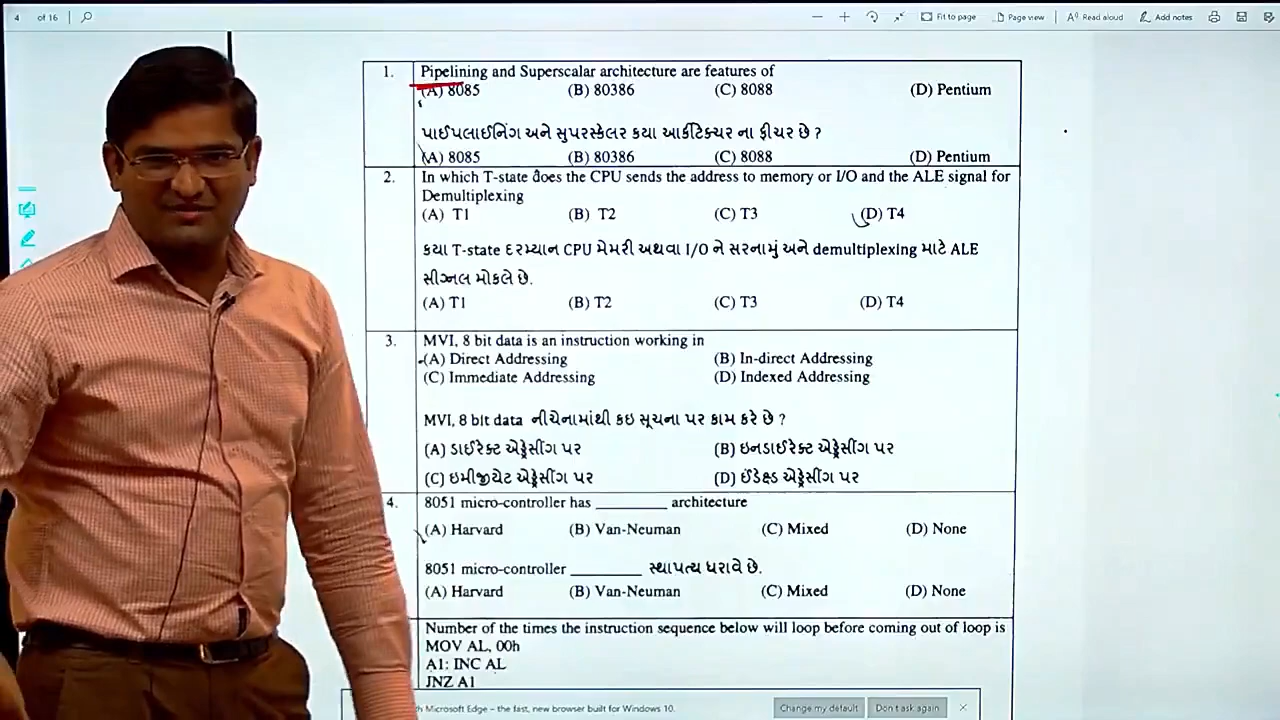 4 of 16 Fit to page Page view Read aloud Add notes
1. Pipelining and Superscalar architecture are features of
(A) 8085 (B) 80386 (C) 8088 (D) Pentium
પાઈપલાઈનિંગ અને સુપરસ્કેલર કયા આર્કીટેક્ચર ના ફીચર છે ?
(A) 8085 (B) 80386 (C) 8088 (D) Pentium
2. In which T-state does the CPU sends the address to memory or I/O and the ALE signal for
Demultiplexing
(A) T1 (B) T2 (C) T3 (D) T4
કયા T-state દરમ્યાન CPU મેમરી અથવા I/O ને સરનામું અને demultiplexing માટે ALE
સીગ્નલ મોકલે છે.
(A) T1 (B) T2 (C) T3 (D) T4
3. MVI, 8 bit data is an instruction working in
(A) Direct Addressing (B) In-direct Addressing
(C) Immediate Addressing (D) Indexed Addressing
MVI, 8 bit data નીચેનામાંથી કઇ સૂચના પર કામ કરે છે ?
(A) ડાઈરેક્ટ એડ્રેસીંગ પર (B) ઇનડાઈરેક્ટ એડ્રેસીંગ પર
(C) ઇમીજીયેટ એડ્રેસીંગ પર (D) ઈંડેક્ષ્ડ એડ્રેસીંગ પર
4. 8051 micro-controller has ________ architecture
(A) Harvard (B) Van-Neuman (C) Mixed (D) None
8051 micro-controller ________ સ્થાપત્ય ધરાવે છે.
(A) Harvard (B) Van-Neuman (C) Mixed (D) None
Number of the times the instruction sequence below will loop before coming out of loop is
MOV AL, 00h
A1: INC AL
JNZ A1
Microsoft Edge – the fast, new browser built for Windows 10. Change my default Don't ask again